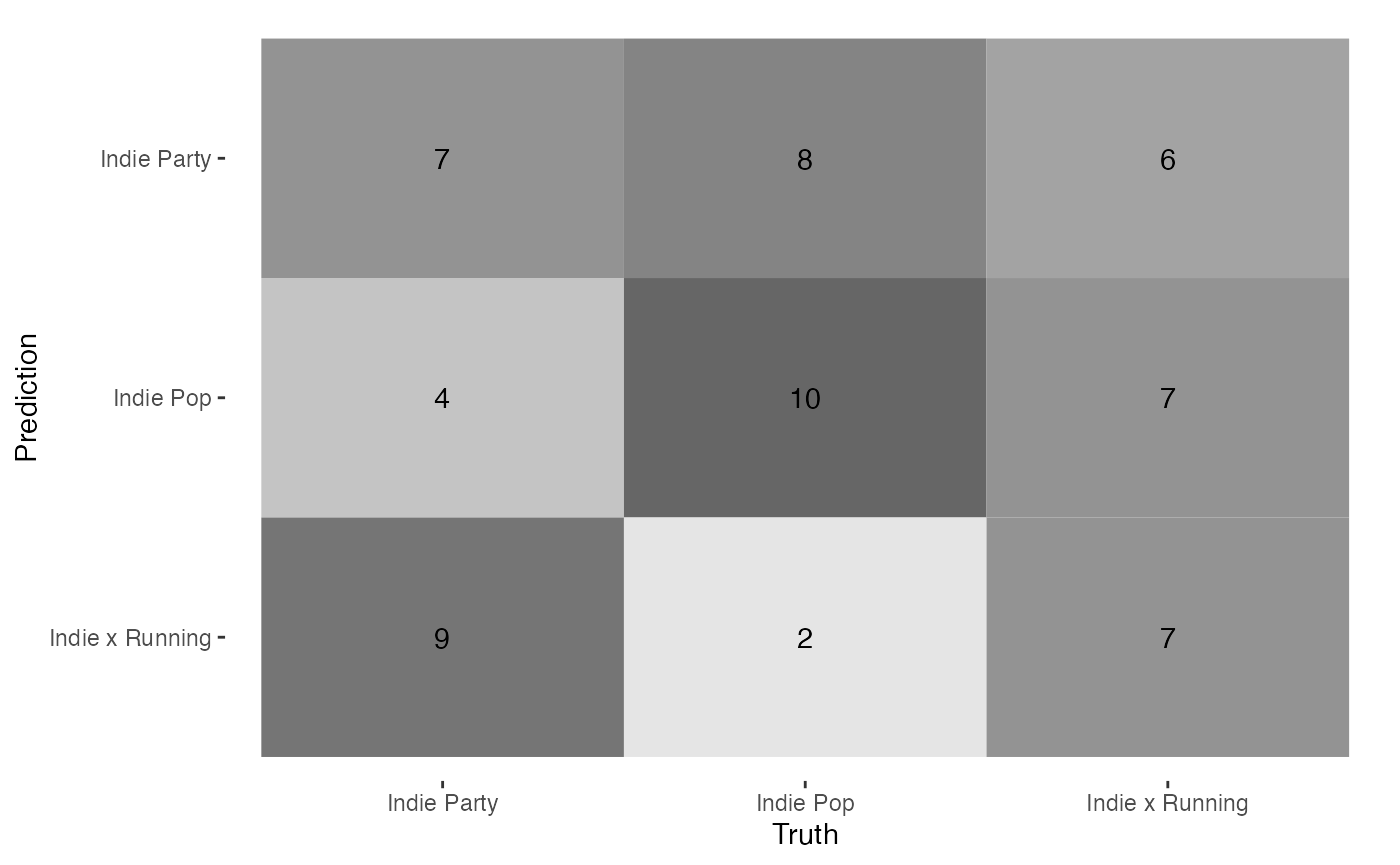 Prediction
Indie Party
7
8
6
Indie Pop
4
10
7
Indie x Running
9
2
7
Indie Party
Indie Pop
Indie x Running
Truth